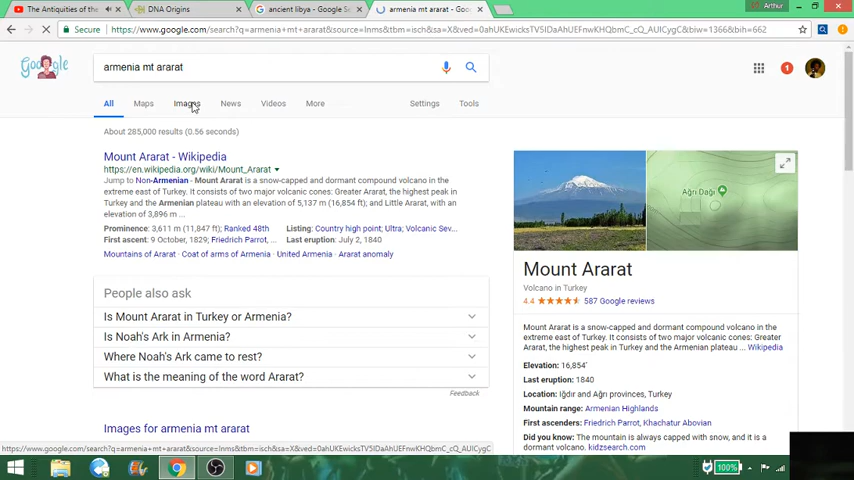 The Antiquities of the
DNA Origins
ancient libya - Google Se
armenia mt ararat - Goo
Arthur
Secure
https://www.google.com/search?q=armenia+mt+ararat&source=lnms&tbm=isch&sa=X&ved=0ahUKEwicksTV5IDaAhUEKqwKHQbmC_cQ_AUICygC&biw=1366&bih=662
Google
armenia mt ararat
1
All
Maps
Images
News
Videos
More
Settings
Tools
About 285,000 results (0.56 seconds)
Mount Ararat - Wikipedia
https://en.wikipedia.org/wiki/Mount_Ararat
Jump to Non-Armenian - Mount Ararat is a snow-capped and dormant compound volcano in the
extreme east of Turkey. It consists of two major volcanic cones: Greater Ararat, the highest peak in
Turkey and the Armenian plateau with an elevation of 5,137 m (16,854 ft); and Little Ararat, with an
elevation of 3,896 m ...
Prominence: 3,611 m (11,847 ft); Ranked 48th
Listing: Country high point; Ultra; Volcanic Sev...
First ascent: 9 October, 1829; Friedrich Parrot, ...
Last eruption: July 2, 1840
Mountains of Ararat · Coat of arms of Armenia · United Armenia · Ararat anomaly
People also ask
Is Mount Ararat in Turkey or Armenia?
Is Noah's Ark in Armenia?
Where Noah's Ark came to rest?
What is the meaning of the word Ararat?
Feedback
Images for armenia mt ararat
Ağrı Dağı
Mount Ararat
Volcano in Turkey
4.4
587 Google reviews
Mount Ararat is a snow-capped and dormant compound volcano in the
extreme east of Turkey. It consists of two major volcanic cones: Greater
Ararat, the highest peak in Turkey and the Armenian plateau ... Wikipedia
Elevation: 16,854′
Last eruption: 1840
Location: Iğdır and Ağrı provinces, Turkey
Mountain range: Armenian Highlands
First ascenders: Friedrich Parrot, Khachatur Abovian
Did you know: The mountain is always capped with snow, and it is a
dormant volcano. kidzsearch.com
100%